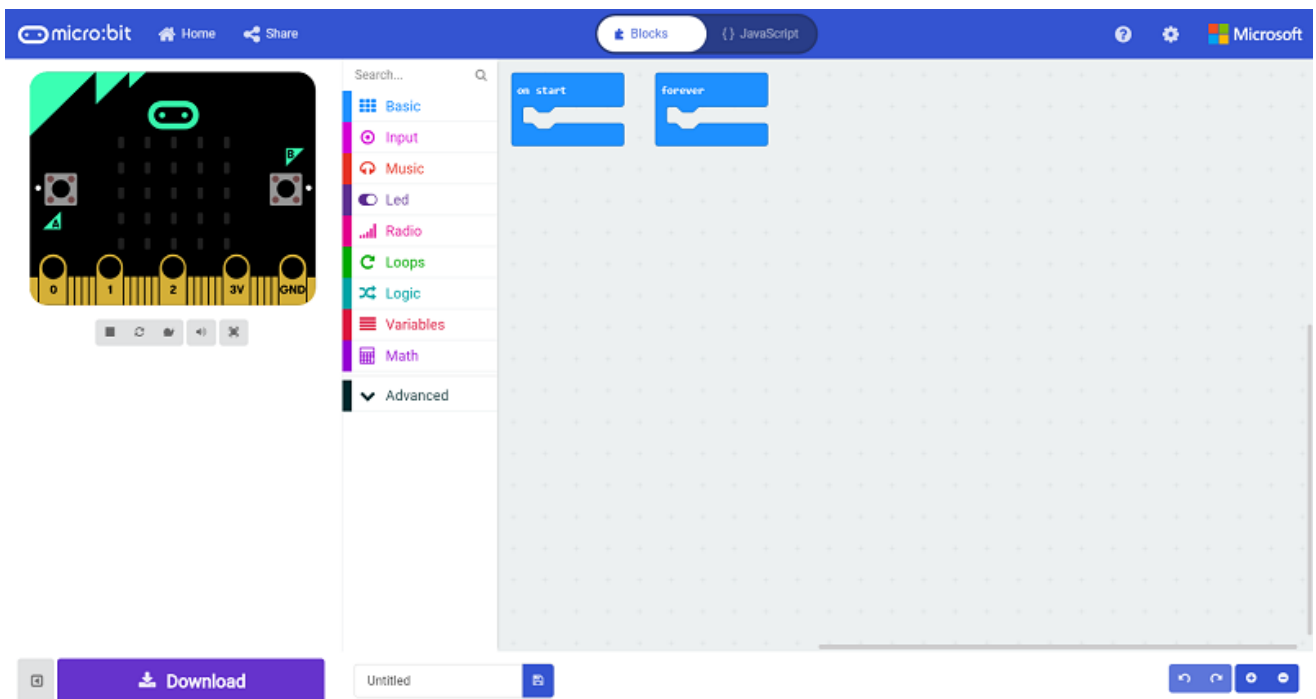 micro:bit Home Share Blocks {} JavaScript ? Microsoft
Search...
Basic
Input
Music
Led
Radio
Loops
Logic
Variables
Math
Advanced
on start
forever
B
A
0 1 2 3V GND
Download
Untitled